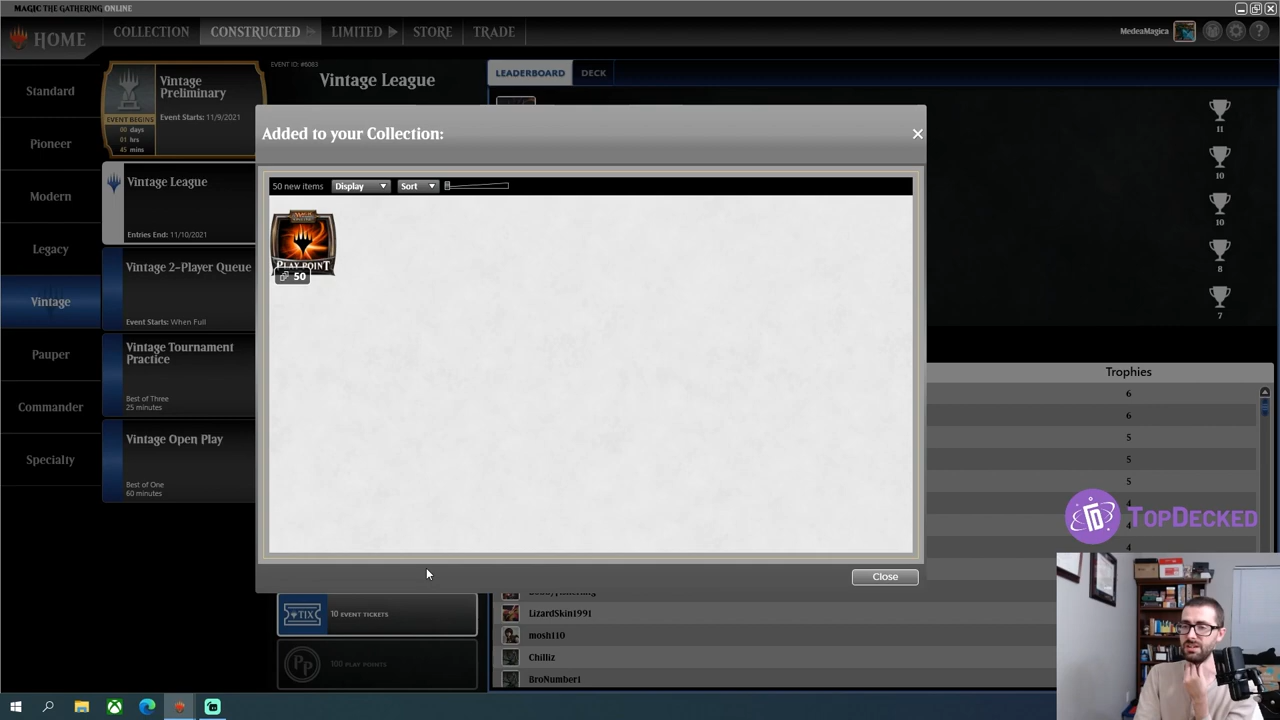 MAGIC THE GATHERING ONLINE
HOME
COLLECTION
CONSTRUCTED
LIMITED
STORE
TRADE
MedeaMagica
?
Standard
Pioneer
Modern
Legacy
Vintage
Pauper
Commander
Specialty
Vintage
Preliminary
Event Starts: 11/9/2021
EVENT BEGINS
00 days
01 hrs
45 mins
Vintage League
Entries End: 11/10/2021
Vintage 2-Player Queue
Event Starts: When Full
Vintage Tournament
Practice
Best of Three
25 minutes
Vintage Open Play
Best of One
60 minutes
Vintage League
LEADERBOARD
DECK
11
10
10
8
7
Added to your Collection:
50 new items
Display
Sort
PLAY POINT
50
Close
Trophies
6
6
5
5
5
4
4
4
TOPDECKED
TIX
10 EVENT TICKETS
PP
100 PLAY POINTS
LizardSkin1991
mosh110
Chilliz
BroNumber1